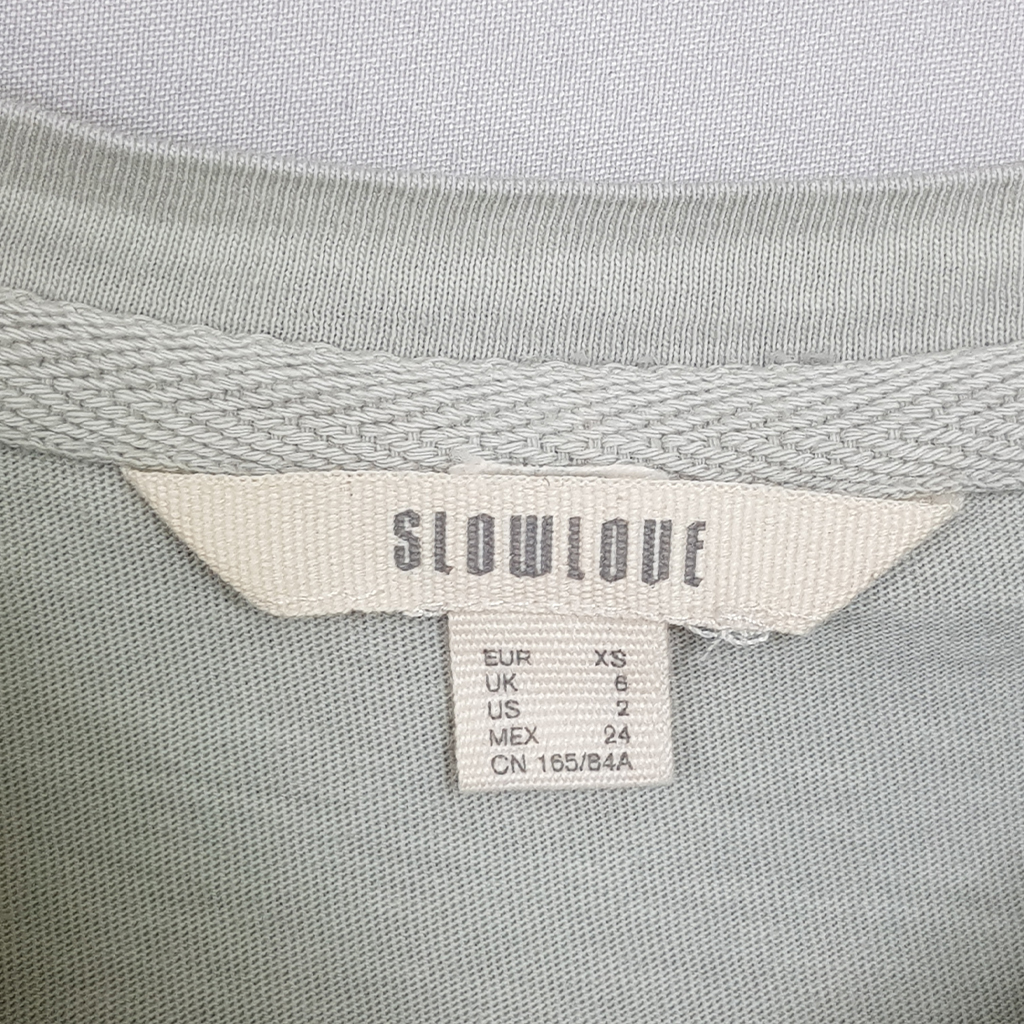 SLOWLOVE
EUR XS
UK 6
US 2
MEX 24
CN 165/84A